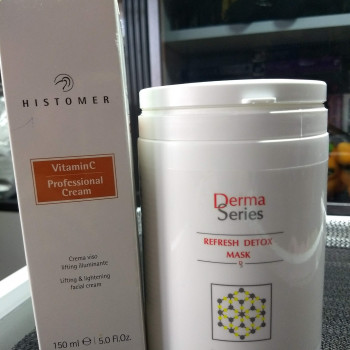 HISTOMER
VitaminC
Professional
Cream
Crema viso
lifting illuminante
Lifting & lightening
facial cream
150 ml ℮ 5.0 Fl.Oz.
Derma
Series
REFRESH DETOX
MASK